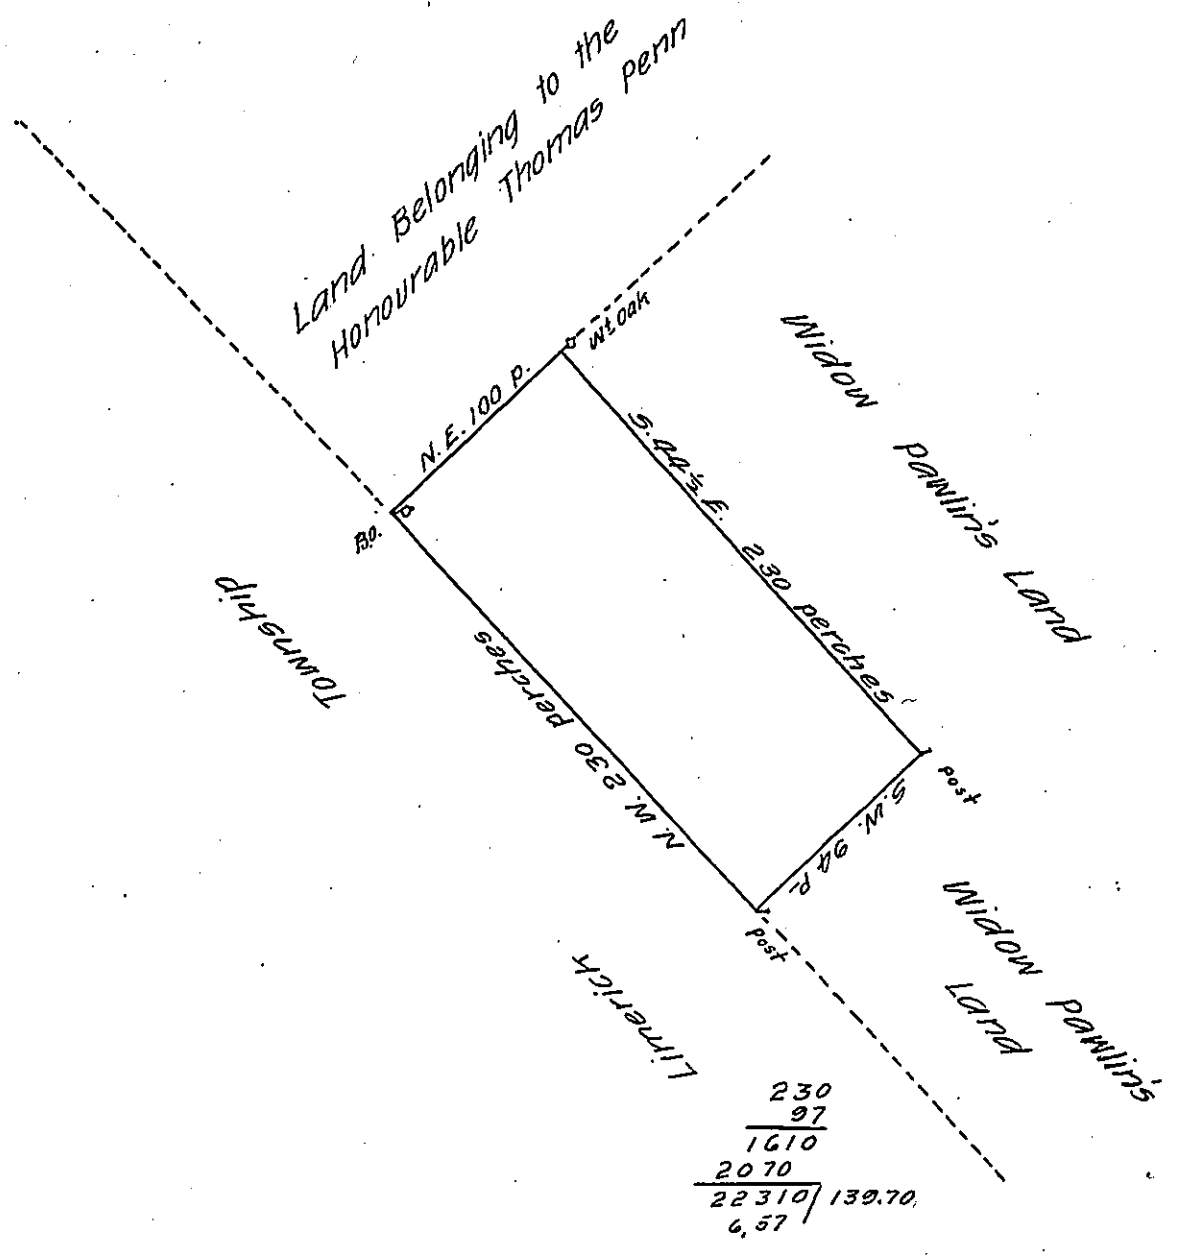 Land Belonging to the
Honourable Thomas Penn
Wt. Oak
N. E. 100 p.
B.O.
S. 44½ E. 230 perches
Widow Pawlin's Land
post
S. W. 94 p.
post
N. W. 230 perches
Limerick Township
Widow Pawlin's
Land
230
97
1610
2070
22310/139.70
6,57